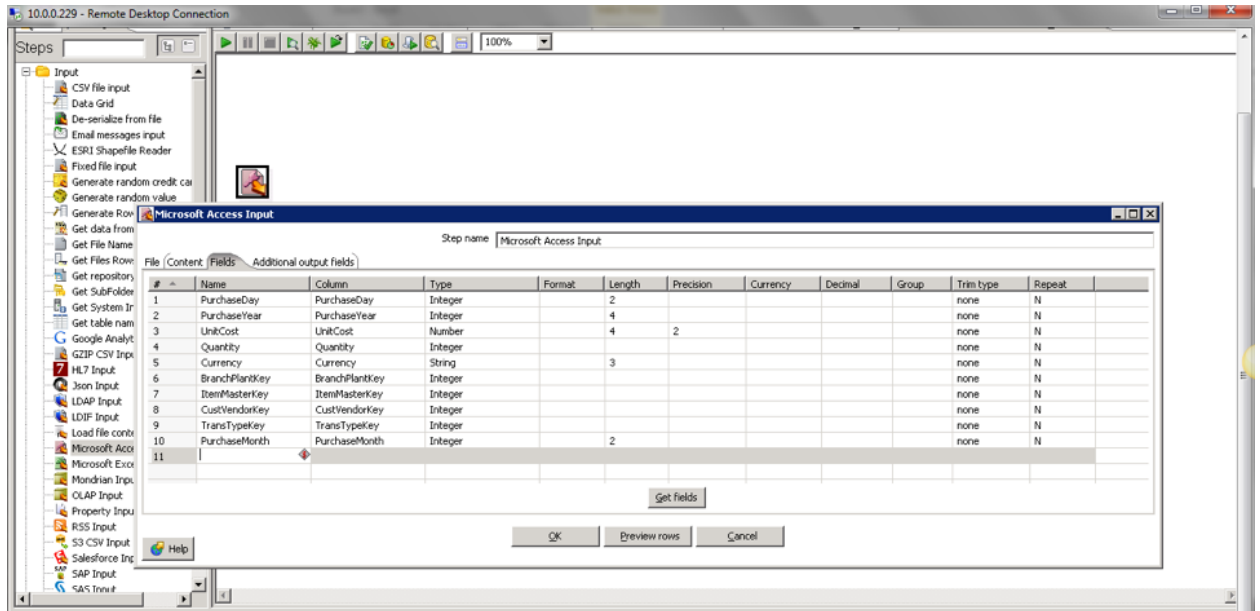 10.0.0.229 - Remote Desktop Connection
Steps
100%
Input
CSV file input
Data Grid
De-serialize from file
Email messages input
ESRI Shapefile Reader
Fixed file input
Generate random credit car
Generate random value
Generate Row
Get data from
Get File Name
Get Files Rows
Get repository
Get SubFolder
Get System Ir
Get table nam
Google Analyt
GZIP CSV Inpu
HL7 Input
Json Input
LDAP Input
LDIF Input
Load file conte
Microsoft Acce
Microsoft Exce
Mondrian Inpu
OLAP Input
Property Inpu
RSS Input
S3 CSV Input
Salesforce Inp
SAP Input
SAS Input
Microsoft Access Input
Step name Microsoft Access Input
File Content Fields Additional output fields
# Name Column Type Format Length Precision Currency Decimal Group Trim type Repeat
1 PurchaseDay PurchaseDay Integer 2 none N
2 PurchaseYear PurchaseYear Integer 4 none N
3 UnitCost UnitCost Number 4 2 none N
4 Quantity Quantity Integer none N
5 Currency Currency String 3 none N
6 BranchPlantKey BranchPlantKey Integer none N
7 ItemMasterKey ItemMasterKey Integer none N
8 CustVendorKey CustVendorKey Integer none N
9 TransTypeKey TransTypeKey Integer none N
10 PurchaseMonth PurchaseMonth Integer 2 none N
11
Get fields
OK Preview rows Cancel
Help